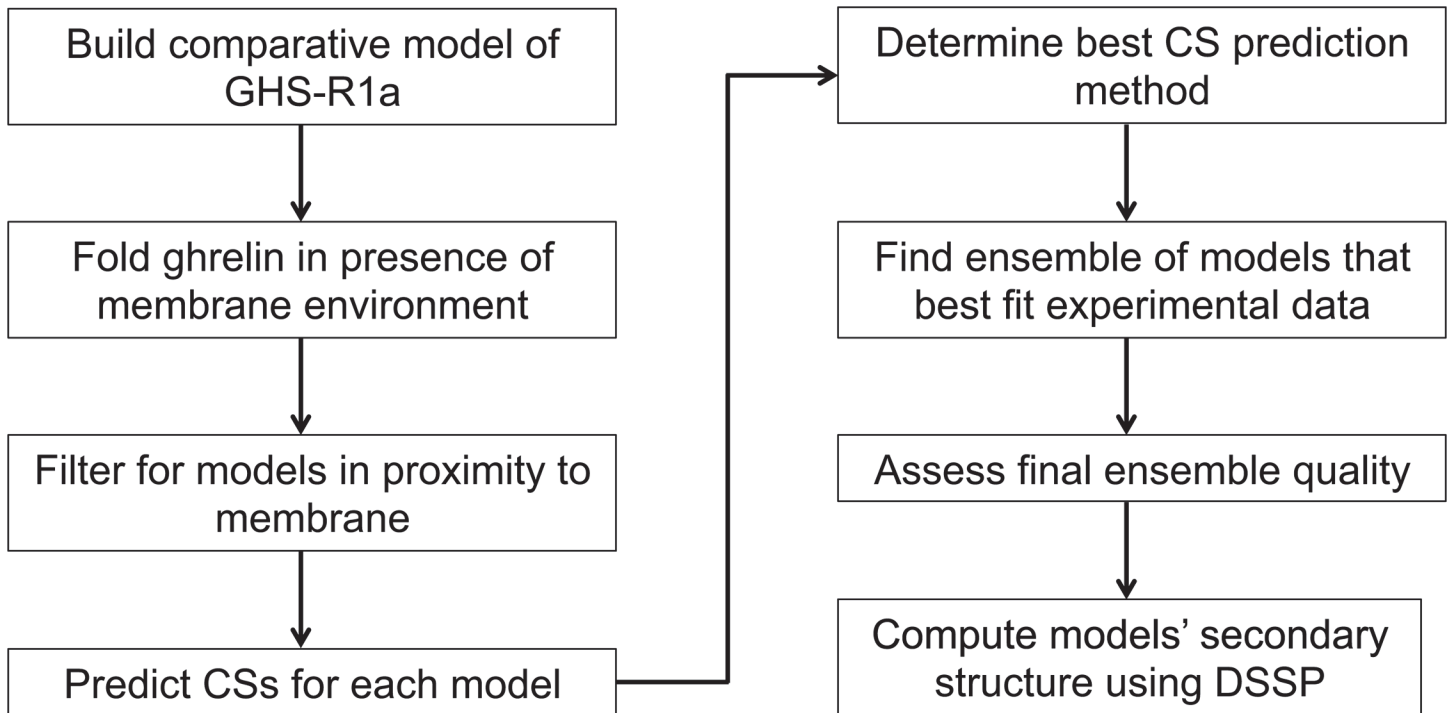 Build comparative model of
GHS-R1a
Fold ghrelin in presence of
membrane environment
Filter for models in proximity to
membrane
Predict CSs for each model
Determine best CS prediction
method
Find ensemble of models that
best fit experimental data
Assess final ensemble quality
Compute models’ secondary
structure using DSSP